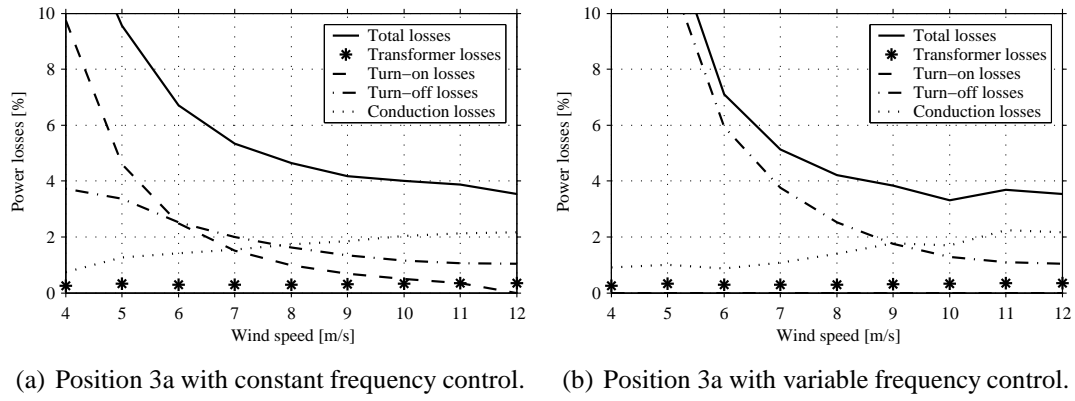 10
8
6
4
2
0
Power losses [%]
Total losses
Transformer losses
Turn−on losses
Turn−off losses
Conduction losses
4 5 6 7 8 9 10 11 12
Wind speed [m/s]
(a) Position 3a with constant frequency control.
10
8
6
4
2
0
Power losses [%]
Total losses
Transformer losses
Turn−on losses
Turn−off losses
Conduction losses
4 5 6 7 8 9 10 11 12
Wind speed [m/s]
(b) Position 3a with variable frequency control.